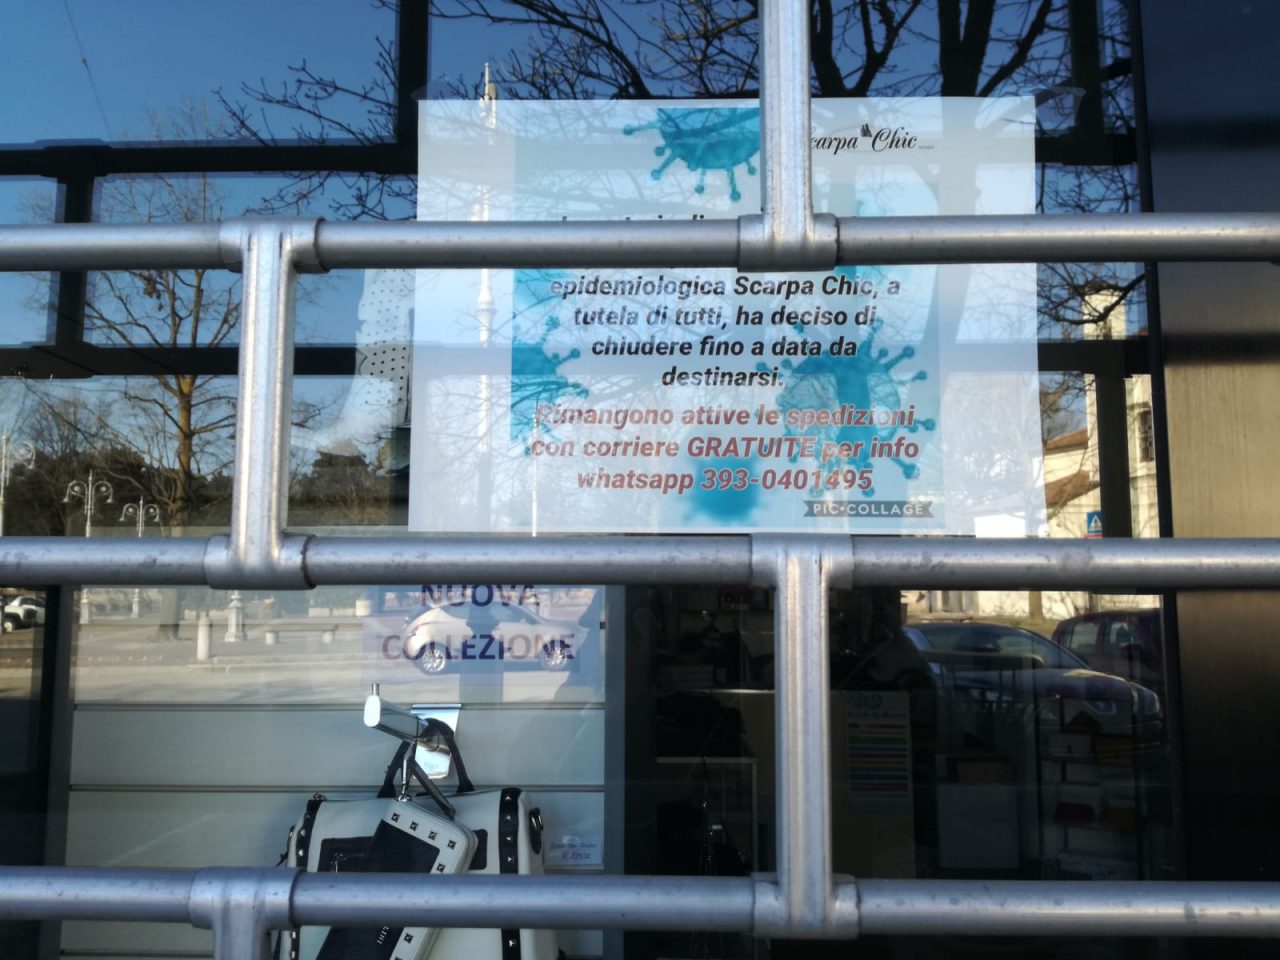 Scarpa Chic
epidemiologica Scarpa Chic, a
tutela di tutti, ha deciso di
chiudere fino a data da
destinarsi.
Rimangono attive le spedizioni
con corriere GRATUITE per info
whatsapp 393-0401495
PIC•COLLAGE
NUOVA
COLLEZIONE